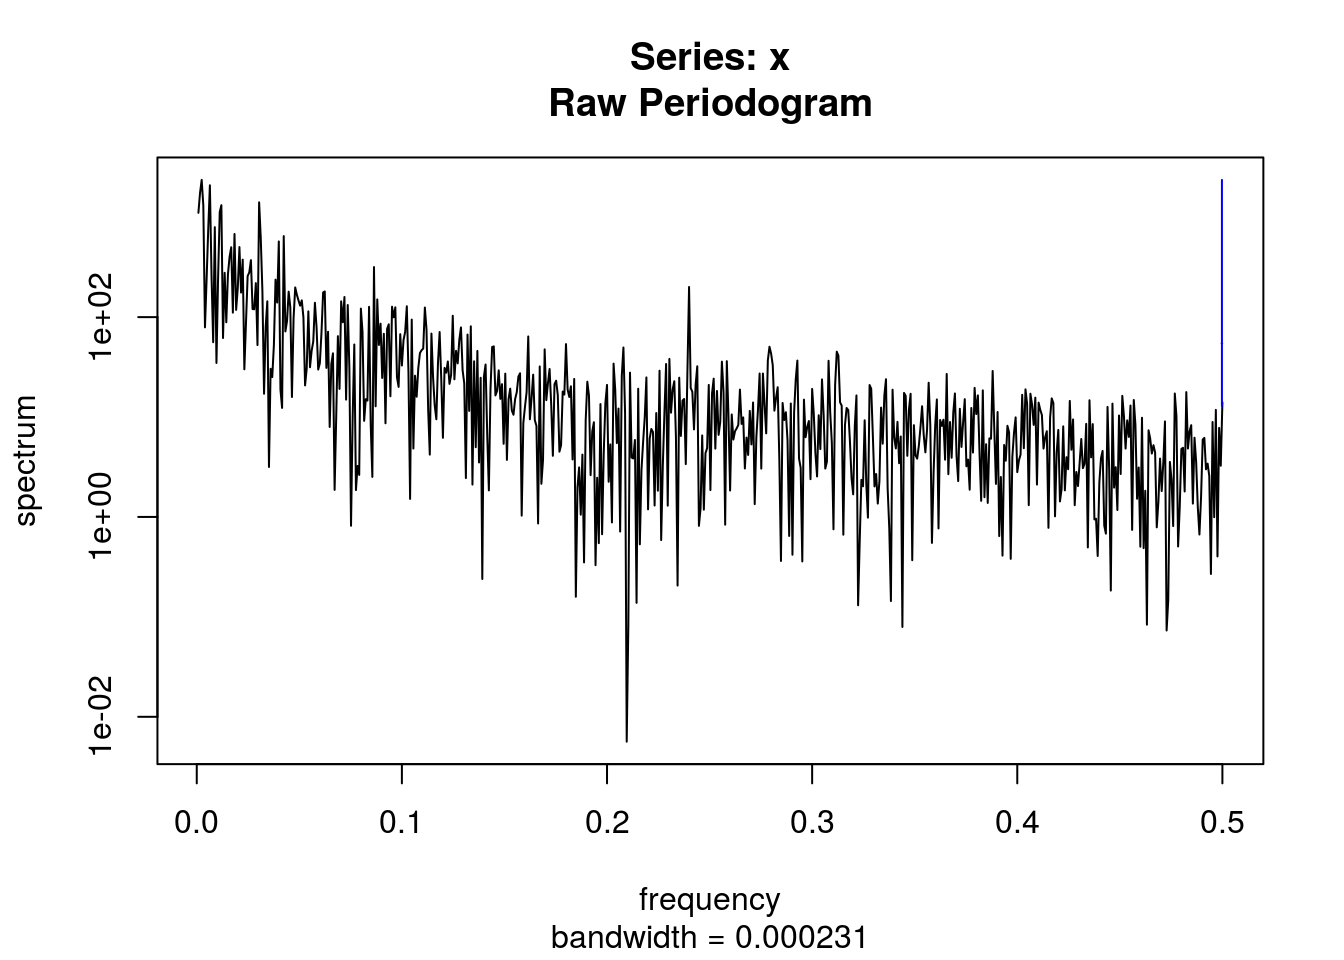 Series: x
Raw Periodogram
spectrum
1e+02
1e+00
1e-02
0.0 0.1 0.2 0.3 0.4 0.5
frequency
bandwidth = 0.000231